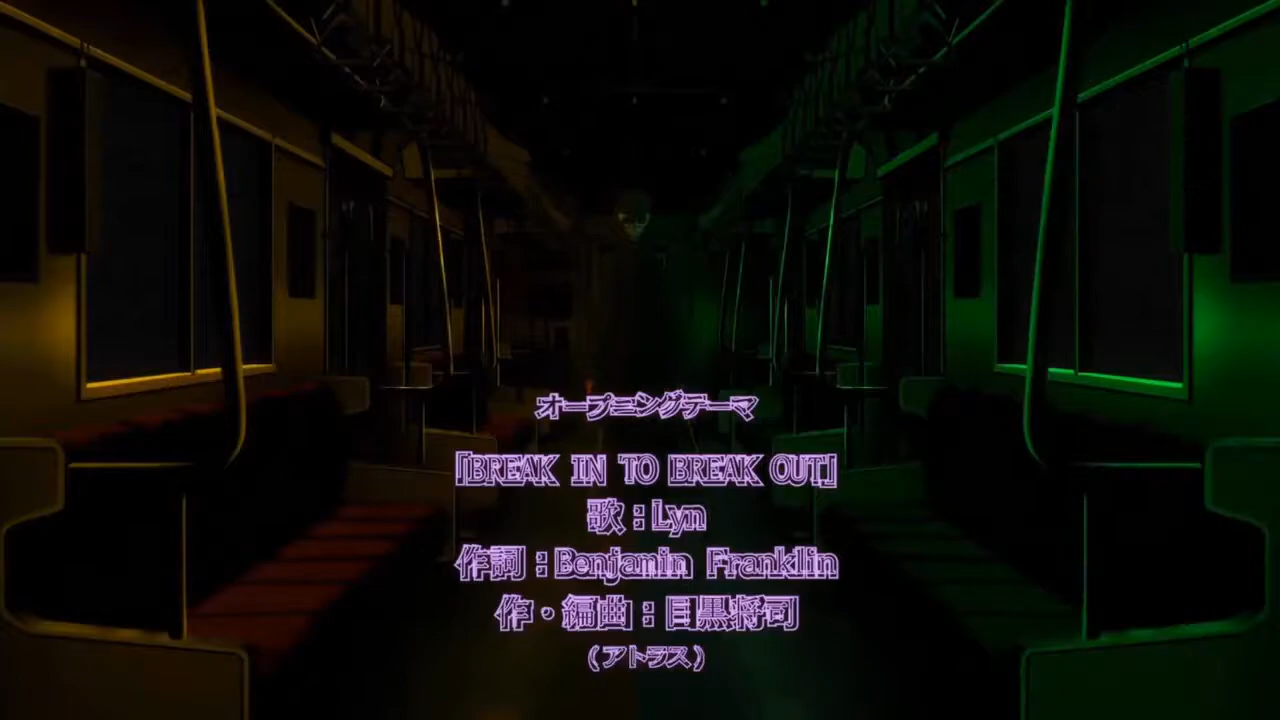 オープニングテーマ
「BREAK IN TO BREAK OUT」
歌：Lyn
作詞：Benjamin Franklin
作・編曲：目黒将司
（アトラス）